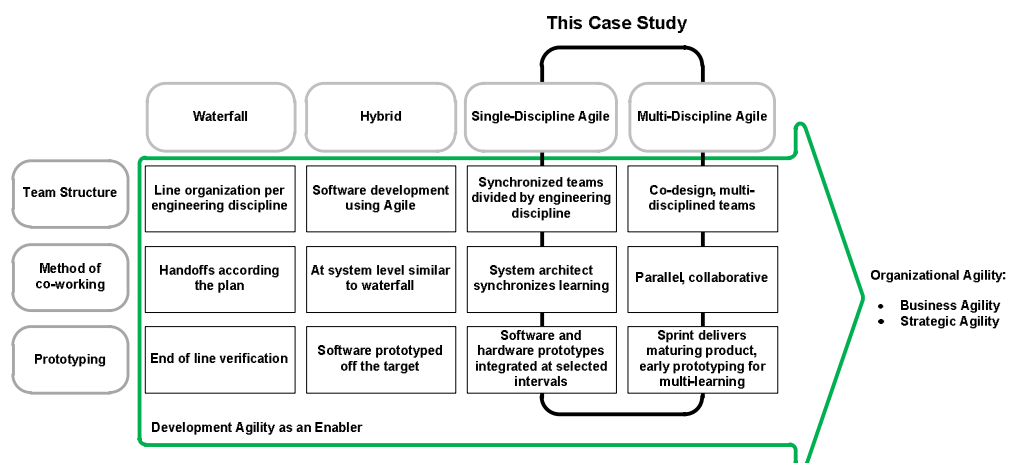 This Case Study
Waterfall
Hybrid
Single-Discipline Agile
Multi-Discipline Agile
Team Structure
Line organization per
engineering discipline
Software development
using Agile
Synchronized teams
divided by engineering
discipline
Co-design, multi-
disciplined teams
Method of
co-working
Handoffs according
the plan
At system level similar
to waterfall
System architect
synchronizes learning
Parallel, collaborative
Prototyping
End of line verification
Software prototyped
off the target
Software and
hardware prototypes
integrated at selected
intervals
Sprint delivers
maturing product,
early prototyping for
multi-learning
Development Agility as an Enabler
Organizational Agility:
• Business Agility
• Strategic Agility